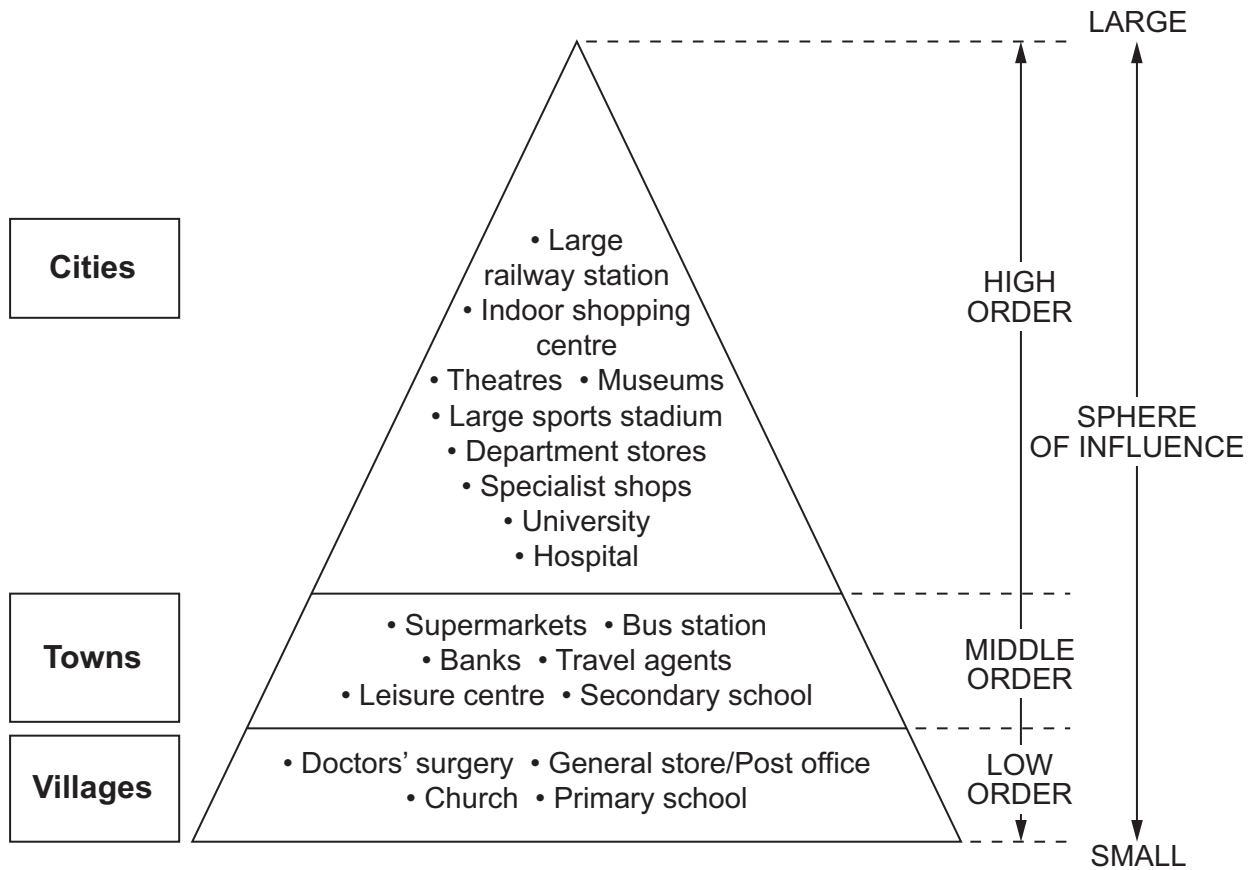 LARGE
Cities
• Large
railway station
• Indoor shopping
centre
• Theatres • Museums
• Large sports stadium
• Department stores
• Specialist shops
• University
• Hospital
HIGH
ORDER
SPHERE
OF INFLUENCE
Towns
• Supermarkets • Bus station
• Banks • Travel agents
• Leisure centre • Secondary school
MIDDLE
ORDER
Villages
• Doctors’ surgery • General store/Post office
• Church • Primary school
LOW
ORDER
SMALL